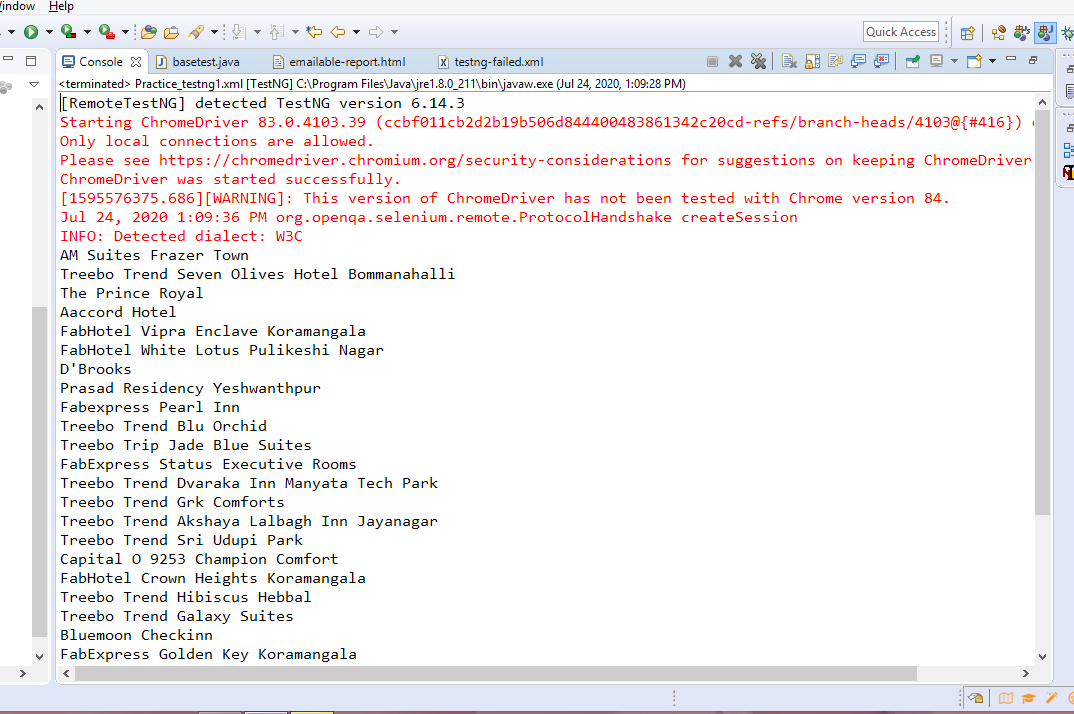 indow Help
Quick Access
Console basetest.java emailable-report.html testng-failed.xml
<terminated> Practice_testng1.xml [TestNG] C:\Program Files\Java\jre1.8.0_211\bin\javaw.exe (Jul 24, 2020, 1:09:28 PM)
[RemoteTestNG] detected TestNG version 6.14.3
Starting ChromeDriver 83.0.4103.39 (ccbf011cb2d2b19b506d844400483861342c20cd-refs/branch-heads/4103@{#416})
Only local connections are allowed.
Please see https://chromedriver.chromium.org/security-considerations for suggestions on keeping ChromeDriver
ChromeDriver was started successfully.
[1595576375.686][WARNING]: This version of ChromeDriver has not been tested with Chrome version 84.
Jul 24, 2020 1:09:36 PM org.openqa.selenium.remote.ProtocolHandshake createSession
INFO: Detected dialect: W3C
AM Suites Frazer Town
Treebo Trend Seven Olives Hotel Bommanahalli
The Prince Royal
Aaccord Hotel
FabHotel Vipra Enclave Koramangala
FabHotel White Lotus Pulikeshi Nagar
D'Brooks
Prasad Residency Yeshwanthpur
Fabexpress Pearl Inn
Treebo Trend Blu Orchid
Treebo Trip Jade Blue Suites
FabExpress Status Executive Rooms
Treebo Trend Dvaraka Inn Manyata Tech Park
Treebo Trend Grk Comforts
Treebo Trend Akshaya Lalbagh Inn Jayanagar
Treebo Trend Sri Udupi Park
Capital O 9253 Champion Comfort
FabHotel Crown Heights Koramangala
Treebo Trend Hibiscus Hebbal
Treebo Trend Galaxy Suites
Bluemoon Checkinn
FabExpress Golden Key Koramangala